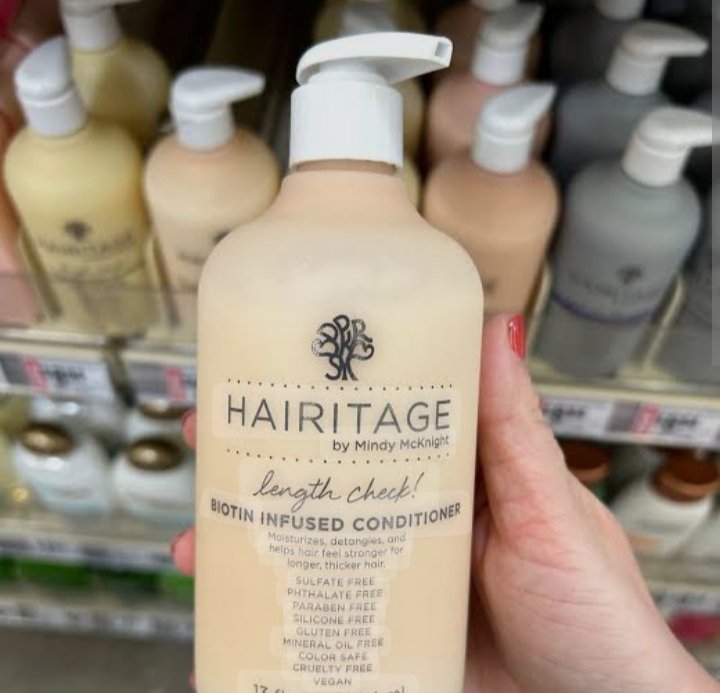 HAIRITAGE
by Mindy McKnight
length check!
BIOTIN INFUSED CONDITIONER
Moisturizes, detangles, and
helps hair feel stronger for
longer, thicker hair.
SULFATE FREE
PHTHALATE FREE
PARABEN FREE
SILICONE FREE
GLUTEN FREE
MINERAL OIL FREE
COLOR SAFE
CRUELTY FREE
VEGAN
HAIRITAGE